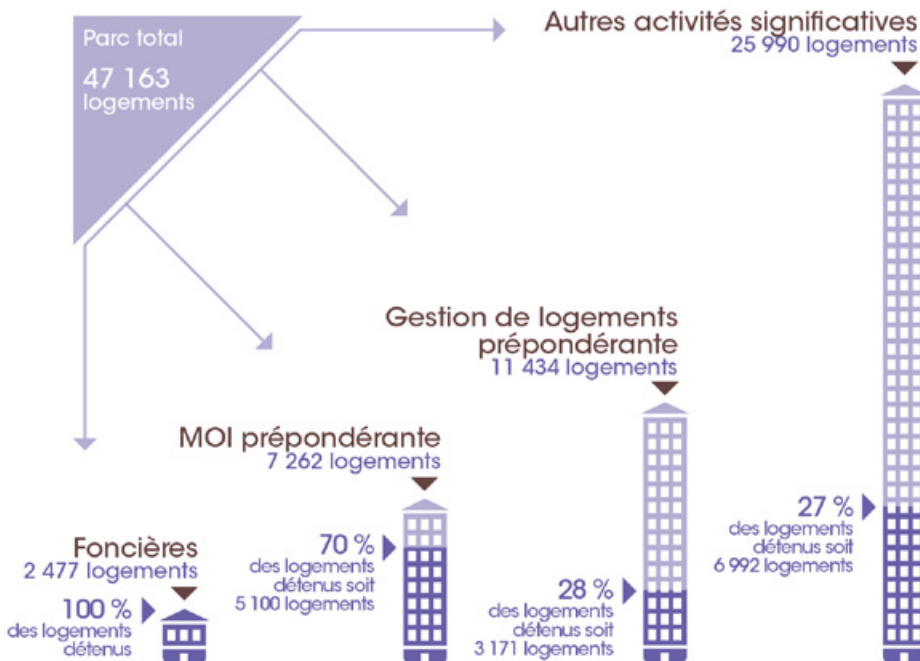 Parc total
47 163
logements
Autres activités significatives
25 990 logements
Gestion de logements
prépondérante
11 434 logements
MOI prépondérante
7 262 logements
Foncières
2 477 logements
100 %
des logements
détenus
70 %
des logements
détenus soit
5 100 logements
28 %
des logements
détenus soit
3 171 logements
27 %
des logements
détenus soit
6 992 logements